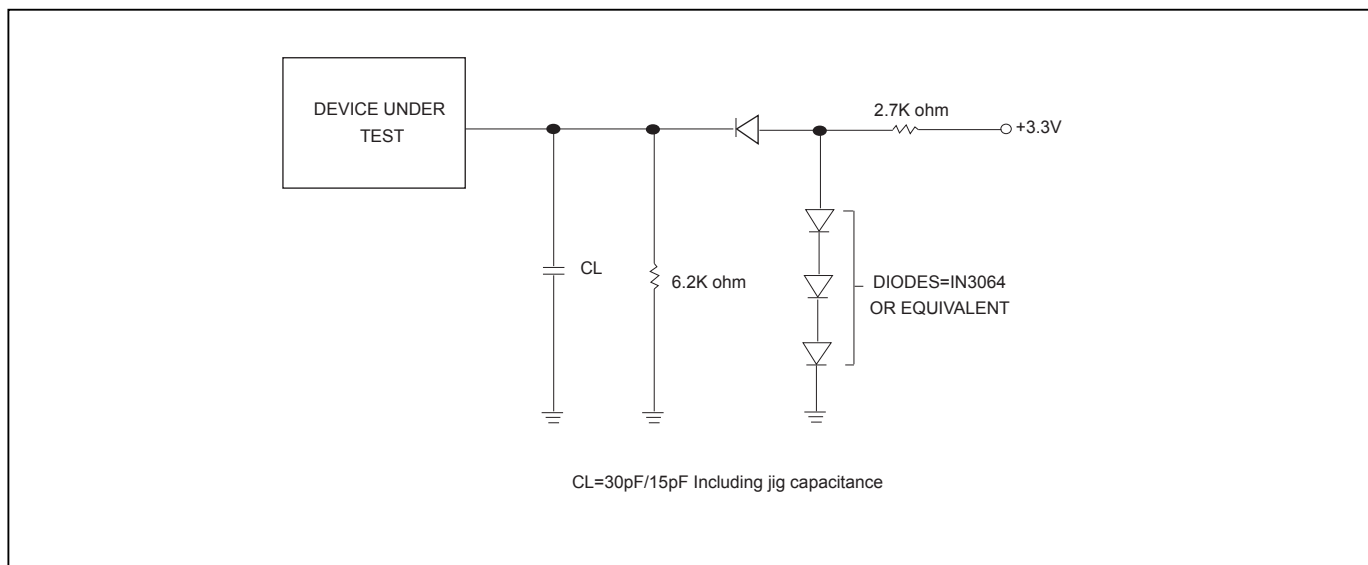 DEVICE UNDER
TEST
2.7K ohm
+3.3V
CL
6.2K ohm
DIODES=IN3064
OR EQUIVALENT
CL=30pF/15pF Including jig capacitance